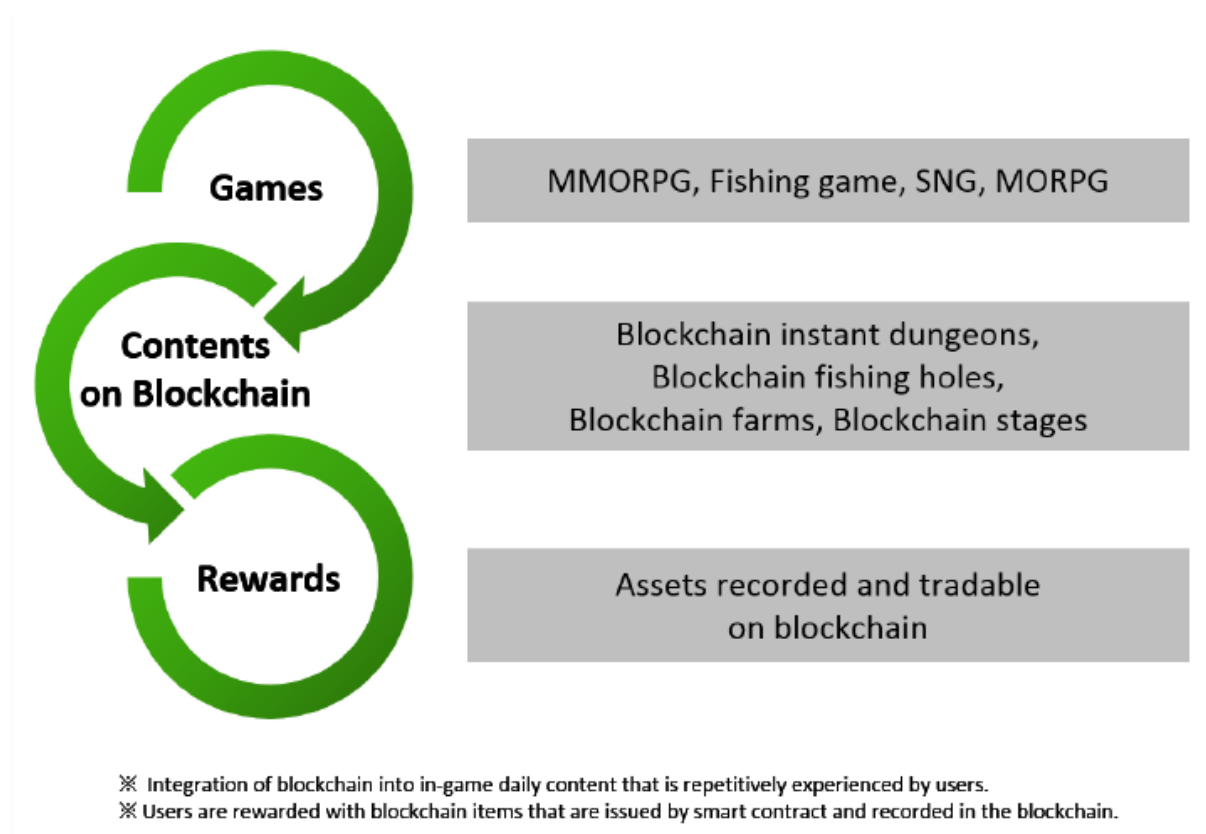 Games
MMORPG, Fishing game, SNG, MORPG
Contents
on Blockchain
Blockchain instant dungeons,
Blockchain fishing holes,
Blockchain farms, Blockchain stages
Rewards
Assets recorded and tradable
on blockchain
※ Integration of blockchain into in-game daily content that is repetitively experienced by users.
※ Users are rewarded with blockchain items that are issued by smart contract and recorded in the blockchain.